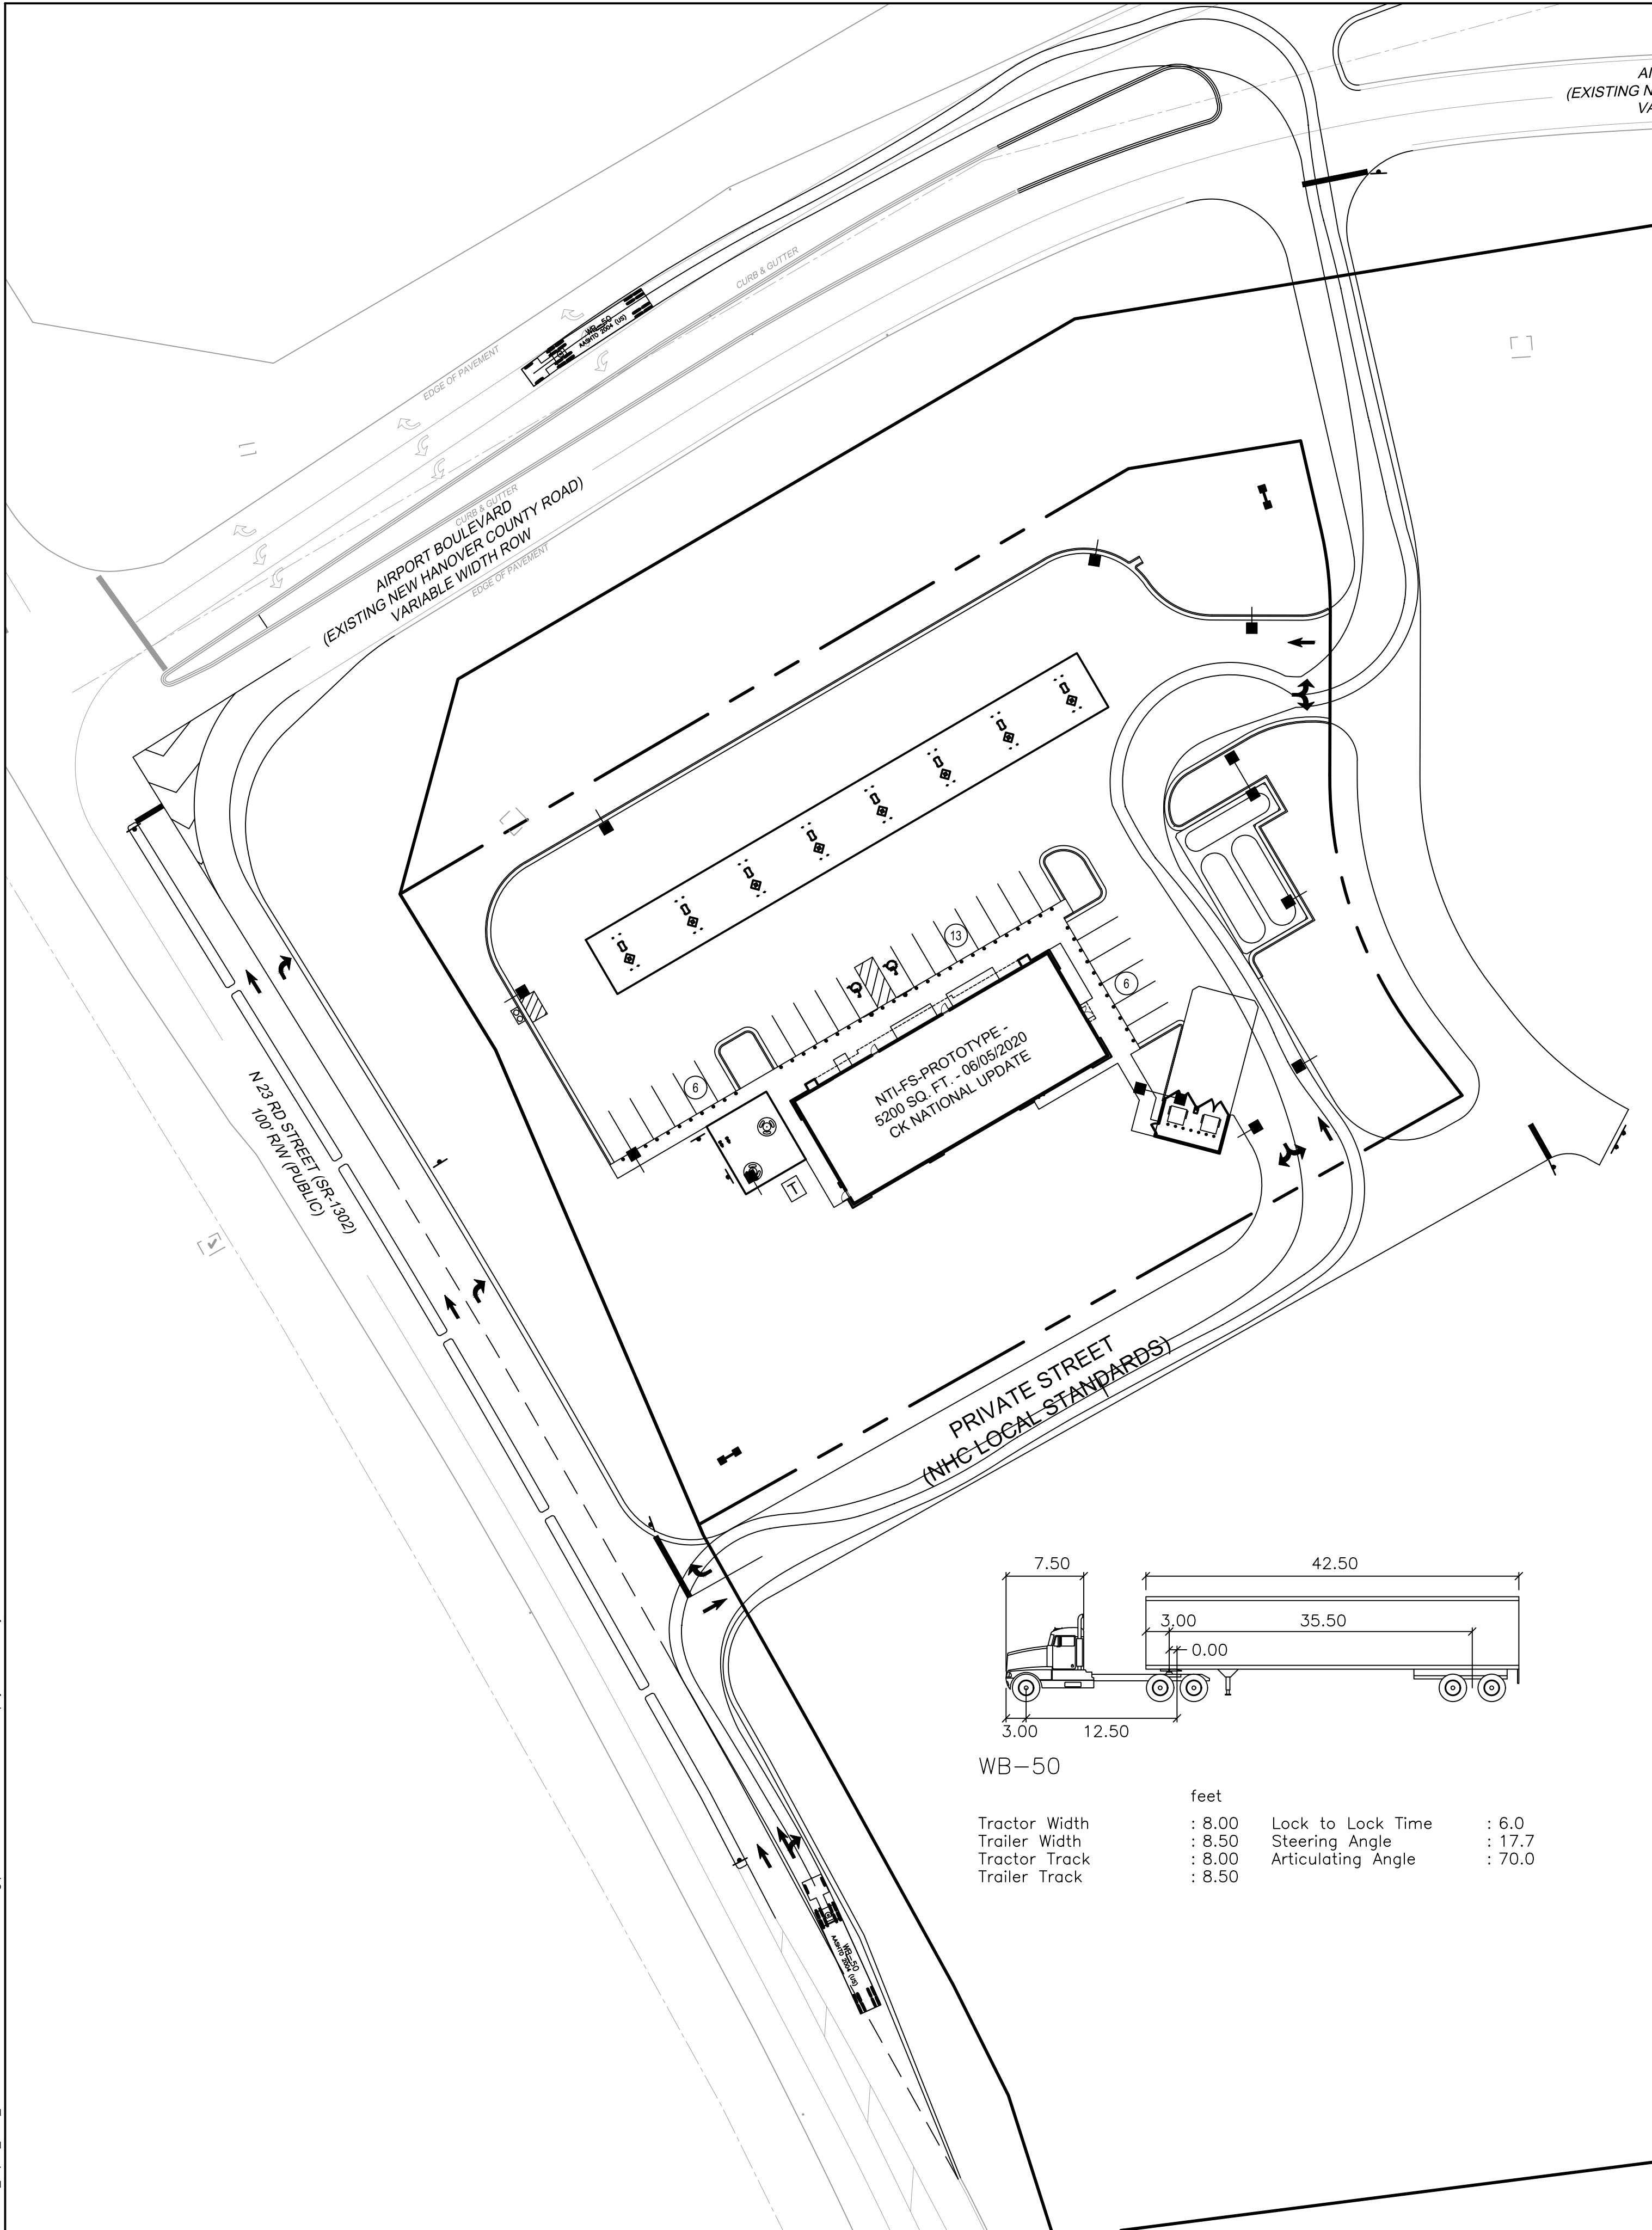 AI
(EXISTING N
VA
CURB & GUTTER
WB-50
AASHTO 2004 (US)
EDGE OF PAVEMENT
CURB & GUTTER
AIRPORT BOULEVARD
(EXISTING NEW HANOVER COUNTY ROAD)
VARIABLE WIDTH ROW
EDGE OF PAVEMENT
13
6
6
NTI-FS-PROTOTYPE -
5200 SQ. FT. - 06/05/2020
CK NATIONAL UPDATE
T
N 23 RD STREET (SR-1302)
100' R/W (PUBLIC)
PRIVATE STREET
(NHC LOCAL STANDARDS)
7.50
42.50
3.00
35.50
0.00
3.00
12.50
WB-50
feet
Tractor Width : 8.00 Lock to Lock Time : 6.0
Trailer Width : 8.50 Steering Angle : 17.7
Tractor Track : 8.00 Articulating Angle : 70.0
Trailer Track : 8.50
WB-50
AASHTO 2004 (US)